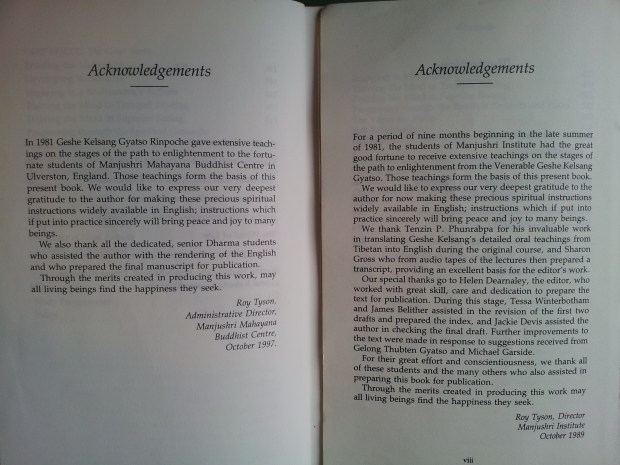 Acknowledgements
In 1981 Geshe Kelsang Gyatso Rinpoche gave extensive teach-
ings on the stages of the path to enlightenment to the fortu-
nate students of Manjushri Mahayana Buddhist Centre in
Ulverston, England. Those teachings form the basis of this
present book. We would like to express our very deepest
gratitude to the author for making these precious spiritual
instructions widely available in English; instructions which
if put into practice sincerely will bring peace and joy to many
beings.
We also thank all the dedicated, senior Dharma students
who assisted the author with the rendering of the English
and who prepared the final manuscript for publication.
Through the merits created in producing this work, may
all living beings find the happiness they seek.
Roy Tyson,
Administrative Director,
Manjushri Mahayana
Buddhist Centre,
October 1997.
Acknowledgements
For a period of nine months beginning in the late summer
of 1981, the students of Manjushri Institute had the great
good fortune to receive extensive teachings on the stages of
the path to enlightenment from the Venerable Geshe Kelsang
Gyatso. Those teachings form the basis of this present book.
We would like to express our very deepest gratitude to the
author for now making these precious spiritual instructions
widely available in English; instructions which if put into
practice sincerely will bring peace and joy to many beings.
We thank Tenzin P. Phunrabpa for his invaluable work
in translating Geshe Kelsang's detailed oral teachings from
Tibetan into English during the original course, and Sharon
Gross who from audio tapes of the lectures then prepared a
transcript, providing an excellent basis for the editor's work.
Our special thanks go to Helen Dearnaley, the editor, who
worked with great skill, care and dedication to prepare the
text for publication. During this stage, Tessa Winterbotham
and James Belither assisted in the revision of the first two
drafts and prepared the index, and Jackie Devis assisted the
author in checking the final draft. Further improvements to
the text were made in response to suggestions received from
Gelong Thubten Gyatso and Michael Garside.
For their great effort and conscientiousness, we thank all
of these students and the many others who also assisted in
preparing this book for publication.
Through the merits created in producing this work may
all living beings find the happiness they seek.
Roy Tyson, Director
Manjushri Institute
October 1989
viii